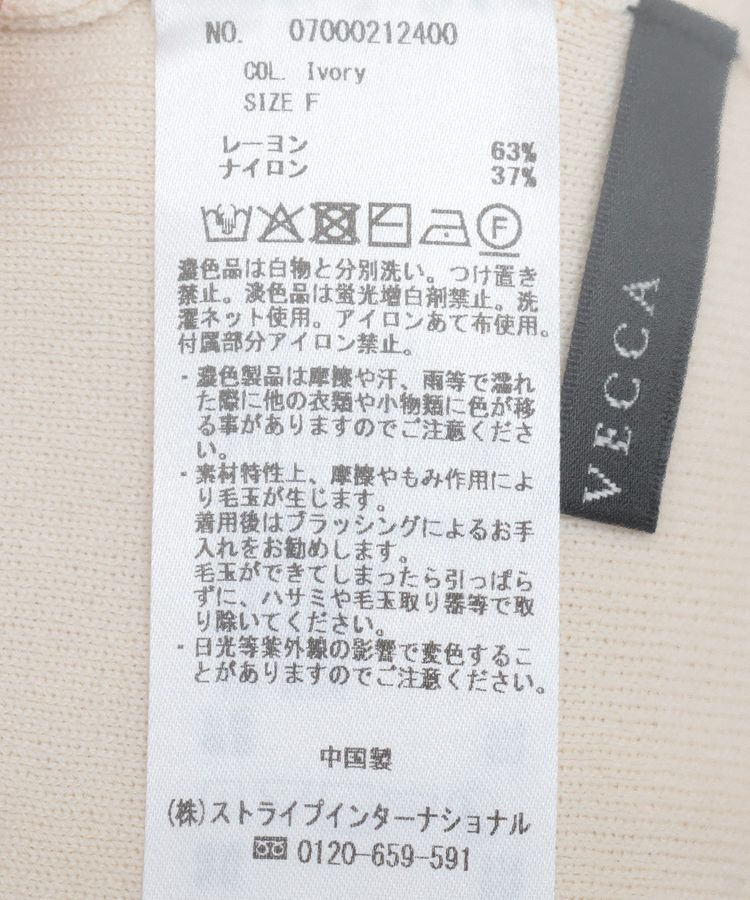 NO. 07000212400
COL. Ivory
SIZE F
レーヨン 63%
ナイロン 37%
F
濃色品は白物と分別洗い。つけ置き
禁止。淡色品は蛍光増白剤禁止。洗
濯ネット使用。アイロンあて布使用。
付属部分アイロン禁止。
・濃色製品は摩擦や汗、雨等で濡れ
た際に他の衣類や小物類に色が移
る事がありますのでご注意くださ
い。
・素材特性上、摩擦やもみ作用によ
り毛玉が生じます。
着用後はブラッシングによるお手
入れをお勧めします。
毛玉ができてしまったら引っぱら
ずに、ハサミや毛玉取り器等で取
り除いてください。
・日光等紫外線の影響で変色するこ
とがありますのでご注意ください。
中国製
(株)ストライプインターナショナル
0120-659-591
VECCA